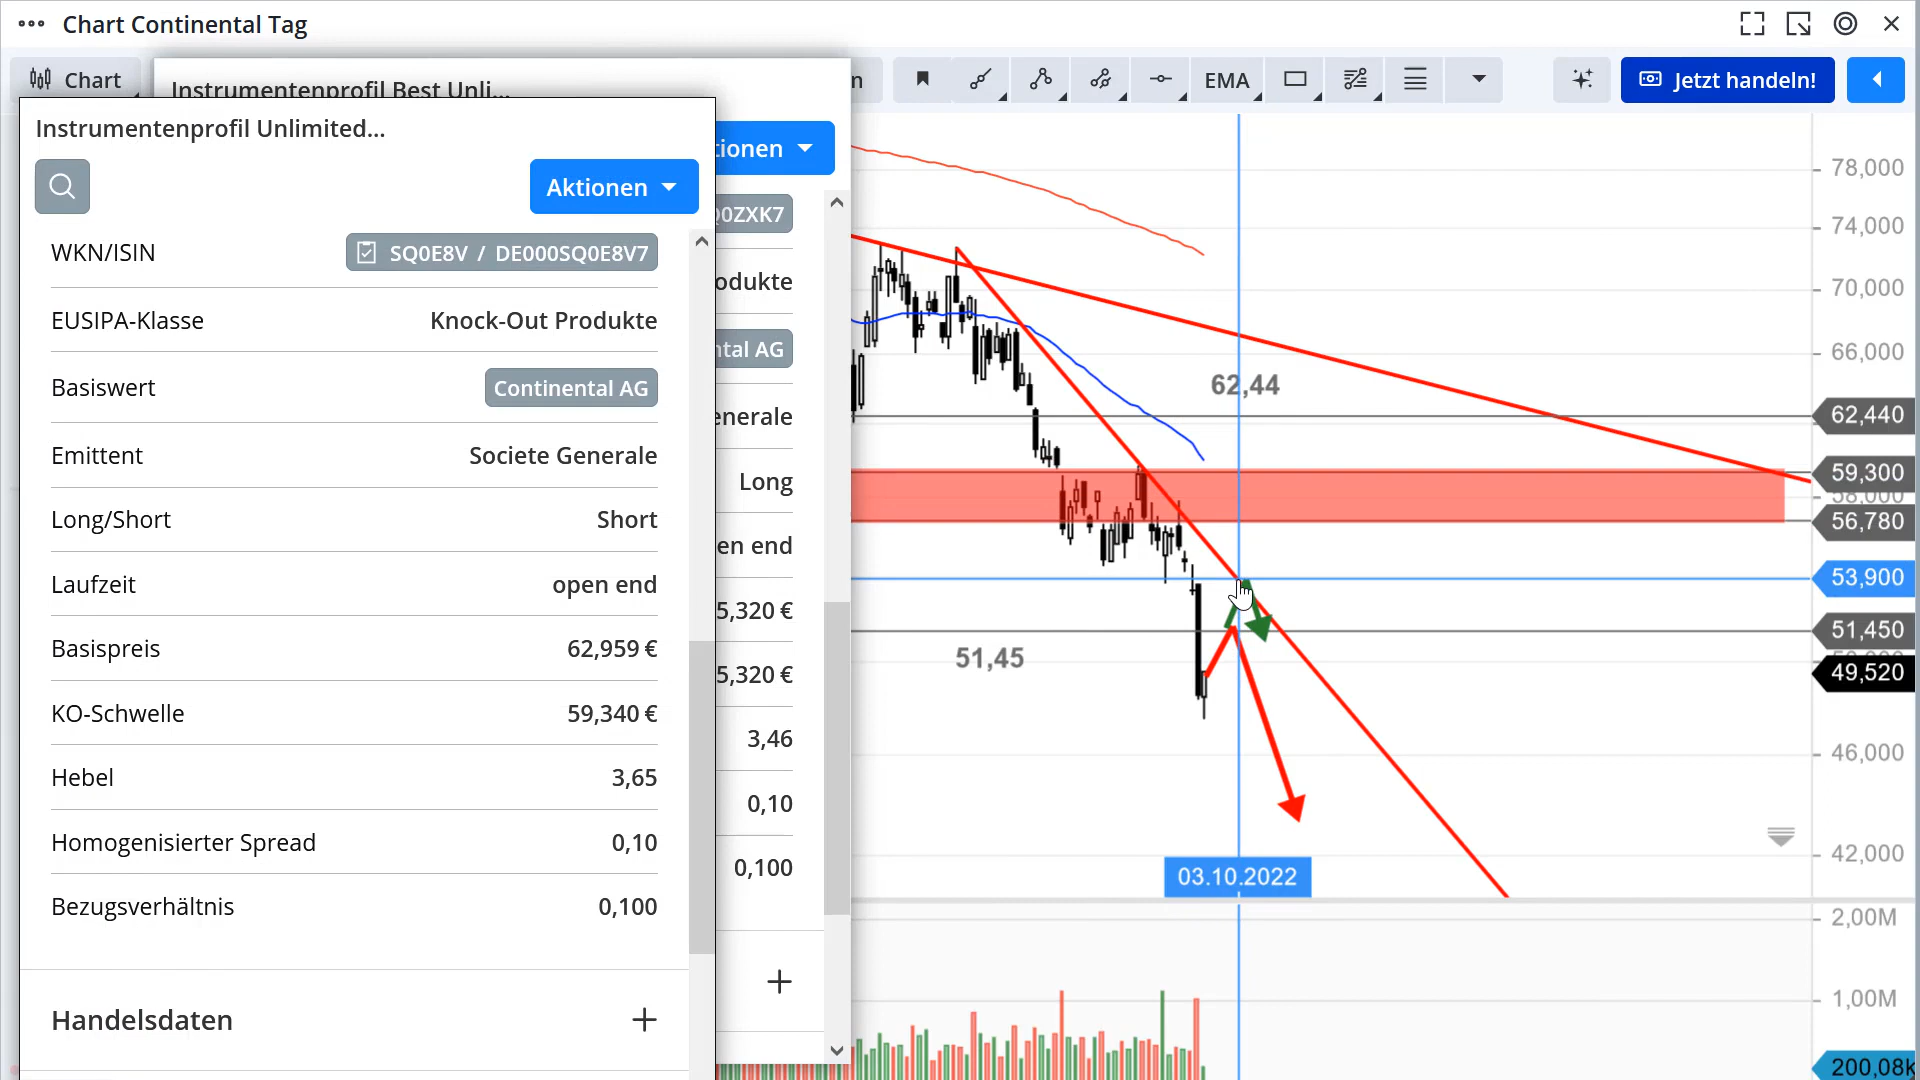 Chart Continental Tag
Chart
EMA
Jetzt handeln!
Instrumentenprofil Best Unli...
Instrumentenprofil Unlimited...
Aktionen
WKN/ISIN
SQ0E8V / DE000SQ0E8V7
EUSIPA-Klasse
Knock-Out Produkte
Basiswert
Continental AG
Emittent
Societe Generale
Long/Short
Short
Laufzeit
open end
Basispreis
62,959 €
KO-Schwelle
59,340 €
Hebel
3,65
Homogenisierter Spread
0,10
Bezugsverhältnis
0,100
Handelsdaten
tionen
0ZXK7
odukte
ntal AG
enerale
Long
en end
5,320 €
5,320 €
3,46
0,10
0,100
62,44
51,45
03.10.2022
78,000
74,000
70,000
66,000
62,440
59,300
58,000
56,780
53,900
51,450
49,520
46,000
42,000
2,00M
1,00M
200,08k